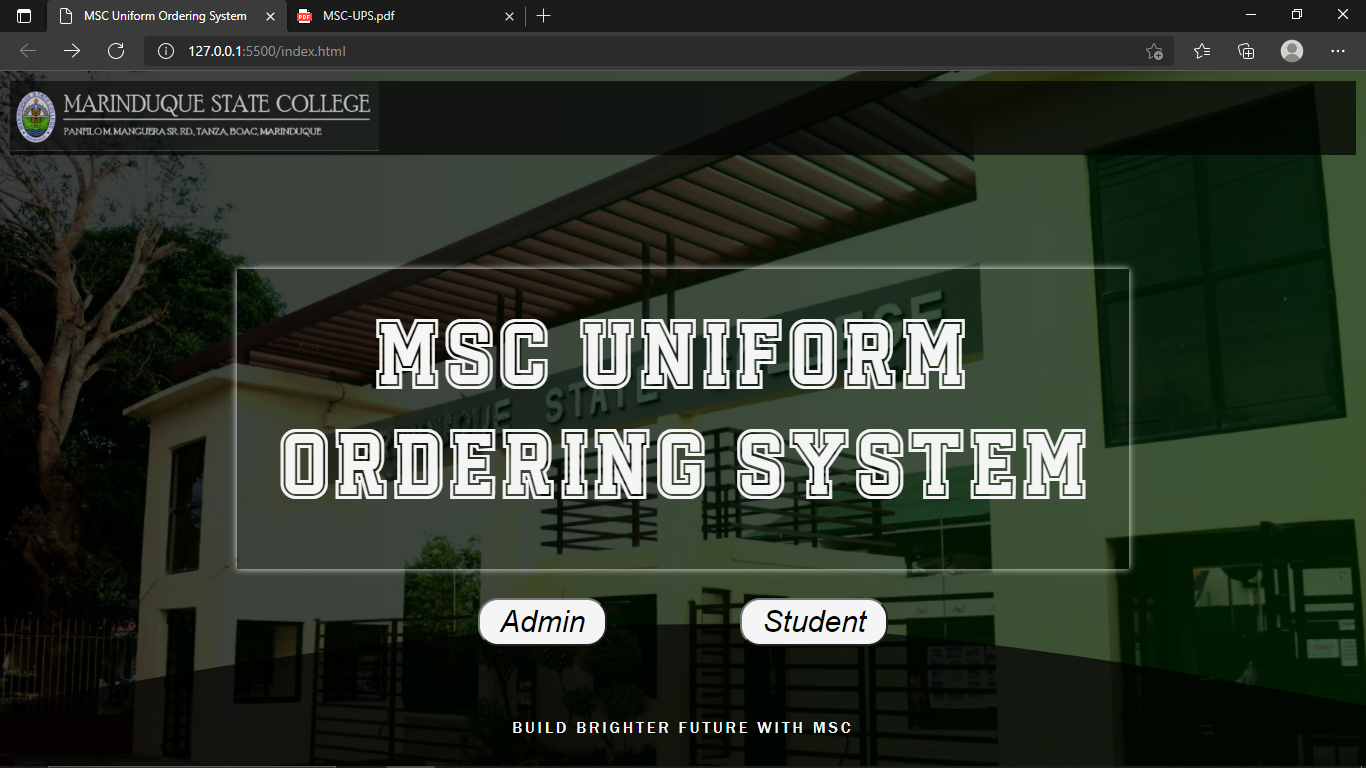 MSC Uniform Ordering System
MSC-UPS.pdf
127.0.0.1:5500/index.html
MARINDUQUE STATE COLLEGE
PANFILO M. MANGUERA SR. RD., TANZA, BOAC, MARINDUQUE
MSC UNIFORM
STATE
ORDERING SYSTEM
Admin
Student
BUILD BRIGHTER FUTURE WITH MSC